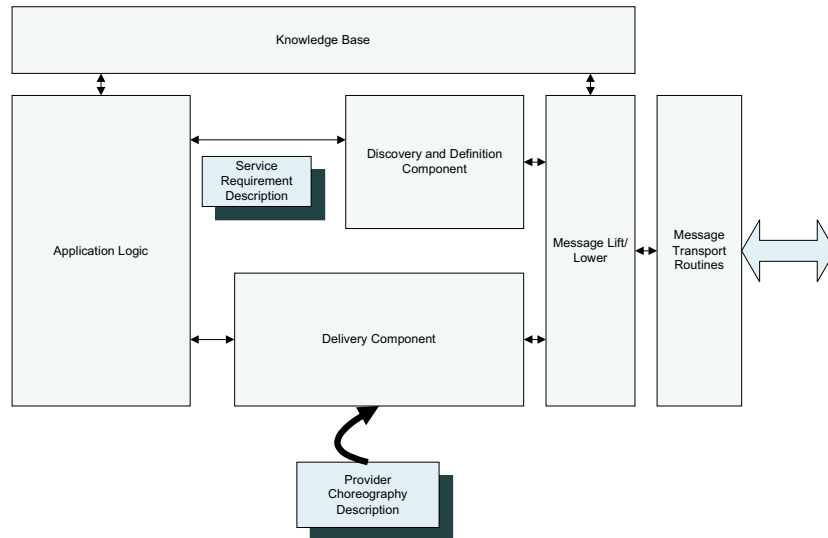 Knowledge Base
Service
Requirement
Description
Discovery and Definition
Component
Application Logic
Message Lift/
Lower
Message
Transport
Routines
Delivery Component
Provider
Choreography
Description